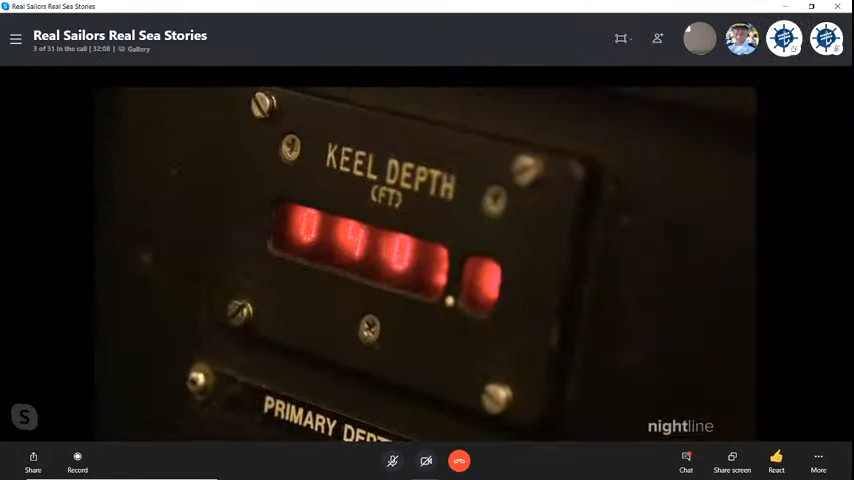 Real Sailors Real Sea Stories
Real Sailors Real Sea Stories
3 of 31 in the call | 32:08 | Gallery
KEEL DEPTH
(FT)
PRIMARY
nightline
Share
Record
Chat
Share screen
React
More